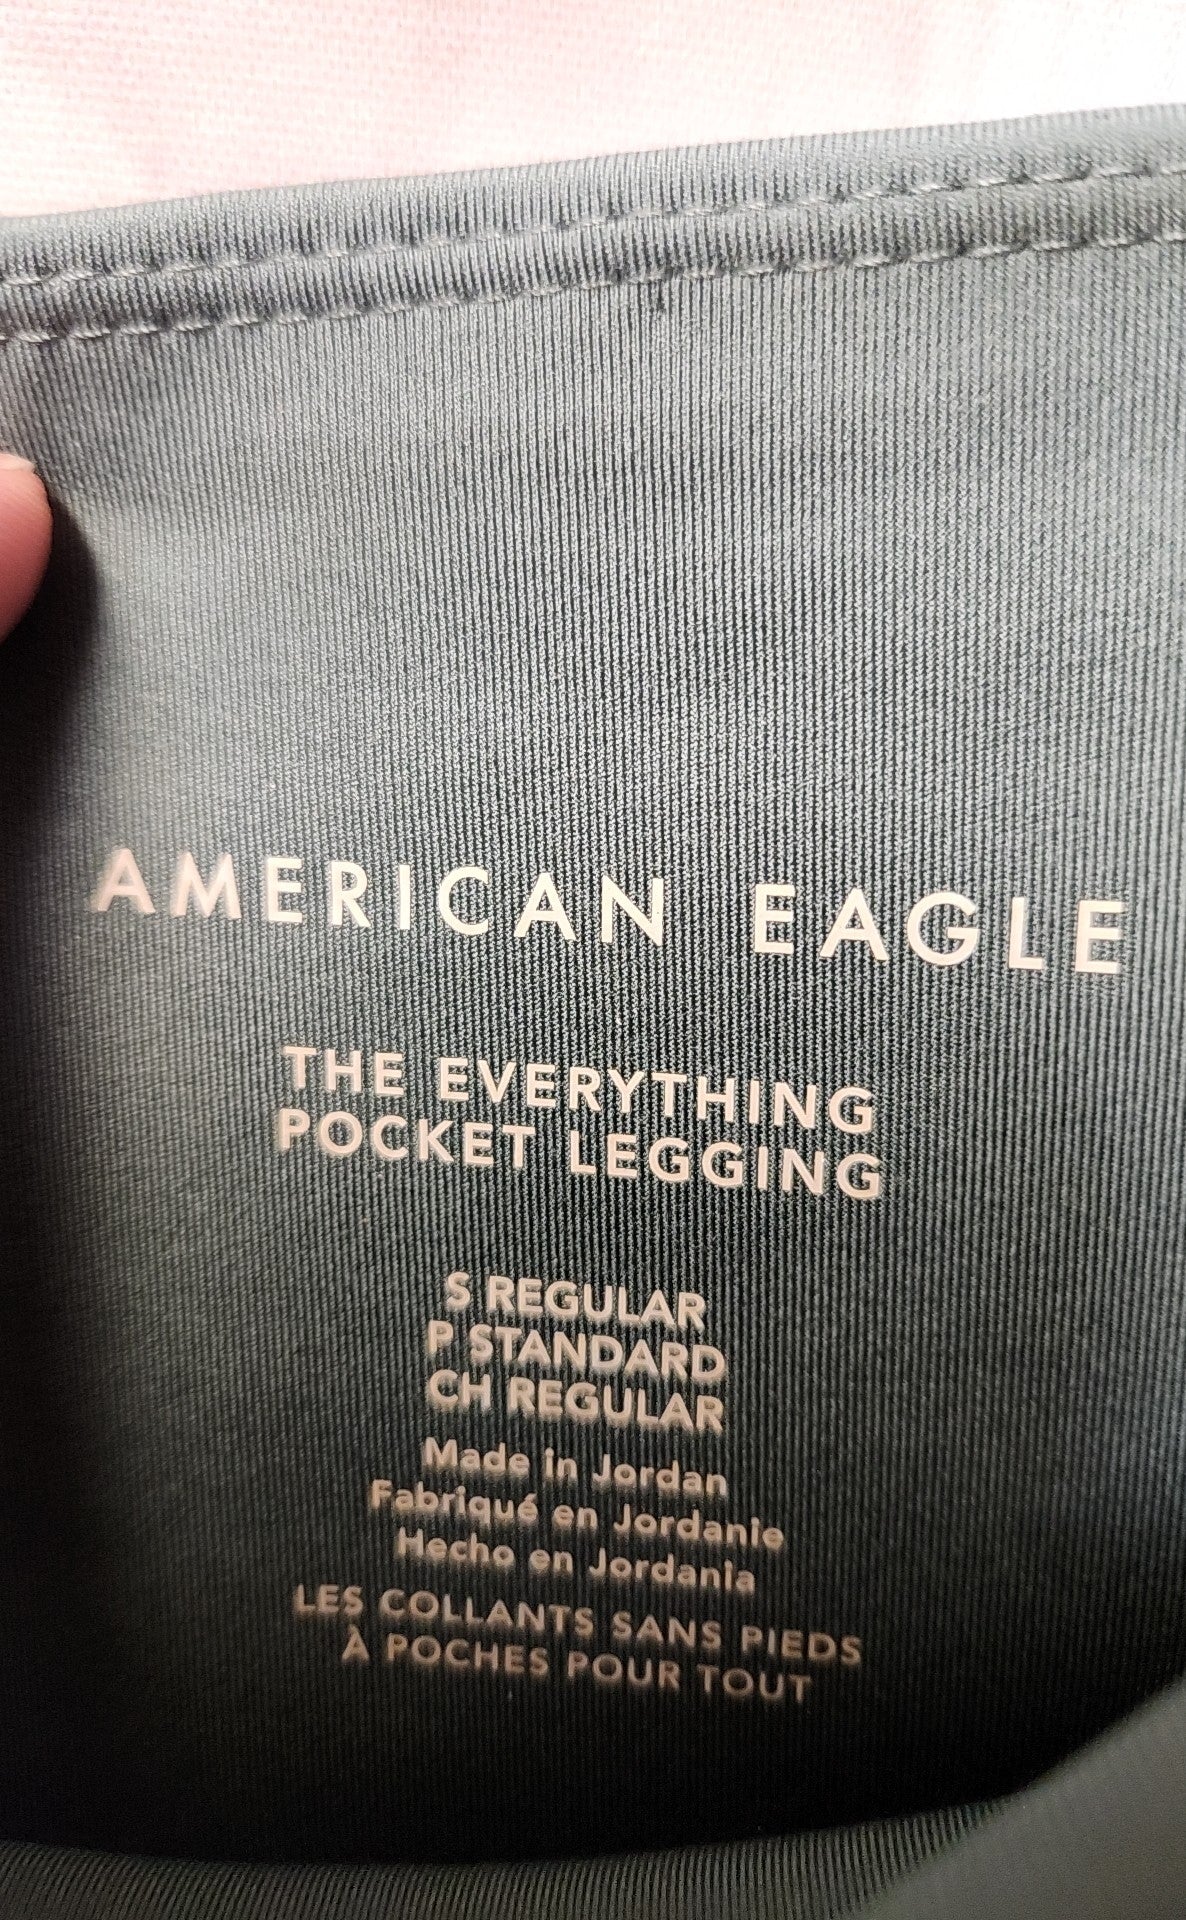 AMERICAN EAGLE
THE EVERYTHING
POCKET LEGGING
S REGULAR
P STANDARD
CH REGULAR
Made in Jordan
Fabriqué en Jordanie
Hecho en Jordania
LES COLLANTS SANS PIEDS
À POCHES POUR TOUT